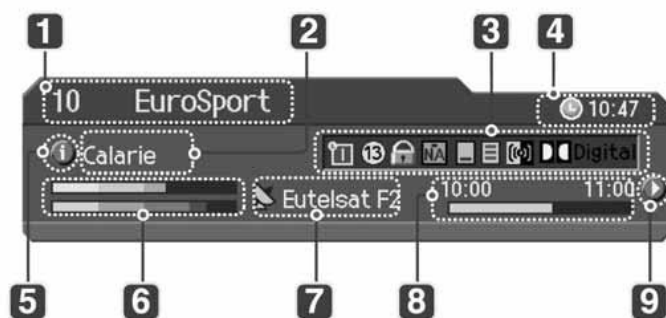 1 2 3 4
10 EuroSport 10:47
i Calarie 13 NA Digital
Eutelsat F2 10:00 11:00
5 6 7 8 9